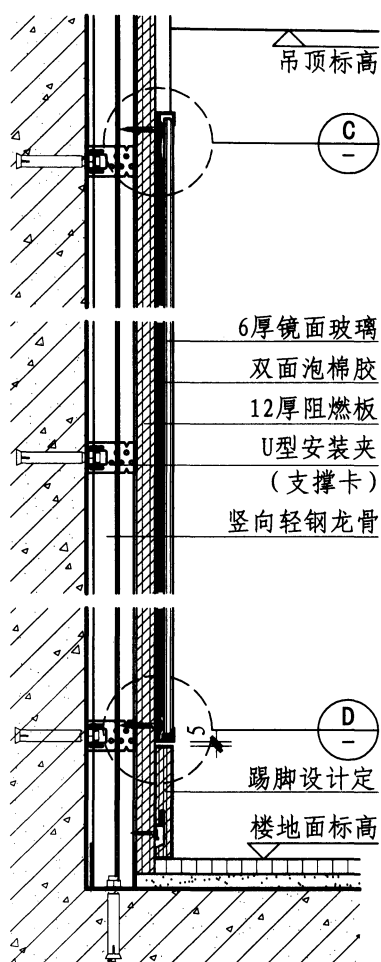 吊顶标高
C
-
6厚镜面玻璃
双面泡棉胶
12厚阻燃板
U型安装夹
(支撑卡)
竖向轻钢龙骨
D
-
5
踢脚设计定
楼地面标高